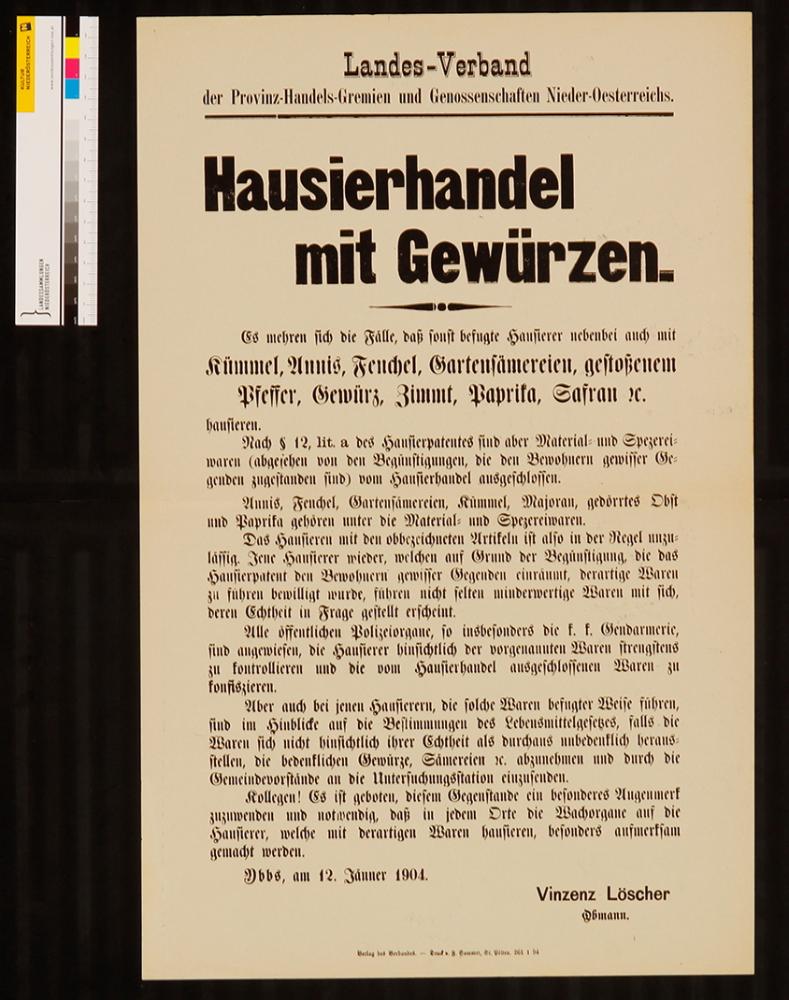 KULTUR
NIEDERÖSTERREICH
LANDESSAMMLUNGEN
NIEDERÖSTERREICH
Landes-Verband
der Provinz-Handels-Gremien und Genossenschaften Nieder-Oesterreichs.
Hausierhandel
mit Gewürzen.
Es mehren sich die Fälle, daß sonst befugte Hausierer nebenbei auch mit
Kümmel, Annis, Fenchel, Gartensämereien, gestoßenem
Pfeffer, Gewürz, Zimmt, Paprika, Safran ꝛc.
hausieren.
Nach § 12, lit. a des Hausierpatentes sind aber Material- und Spezerei-
waren (abgesehen von den Begünstigungen, die den Bewohnern gewisser Ge-
genden zugestanden sind) vom Hausierhandel ausgeschlossen.
Annis, Fenchel, Gartensämereien, Kümmel, Majoran, gedörrtes Obst
und Paprika gehören unter die Material- und Spezereiwaren.
Das Hausieren mit den obbezeichneten Artikeln ist also in der Regel unzu-
lässig. Jene Hausierer wieder, welchen auf Grund der Begünstigung, die das
Hausierpatent den Bewohnern gewisser Gegenden einräumt, derartige Waren
zu führen bewilligt wurde, führen nicht selten minderwertige Waren mit sich,
deren Echtheit in Frage gestellt erscheint.
Alle öffentlichen Polizeiorgane, so insbesonders die k. k. Gendarmerie,
sind angewiesen, die Hausierer hinsichtlich der vorgenannten Waren strengstens
zu kontrollieren und die vom Hausierhandel ausgeschlossenen Waren zu
konfiszieren.
Aber auch bei jenen Hausierern, die solche Waren befugter Weise führen,
sind im Hinblicke auf die Bestimmungen des Lebensmittelgesetzes, falls die
Waren sich nicht hinsichtlich ihrer Echtheit als durchaus unbedenklich heraus-
stellen, die bedenklichen Gewürze, Sämereien ꝛc. abzunehmen und durch die
Gemeindevorstände an die Untersuchungsstation einzusenden.
Kollegen! Es ist geboten, diesem Gegenstande ein besonderes Augenmerk
zuzuwenden und notwendig, daß in jedem Orte die Wachorgane auf die
Hausierer, welche mit derartigen Waren hausieren, besonders aufmerksam
gemacht werden.
Ybbs, am 12. Jänner 1904.
Vinzenz Löscher
Obmann.
Verlag des Verbandes. — Druck v. F. Sommer, St. Pölten.